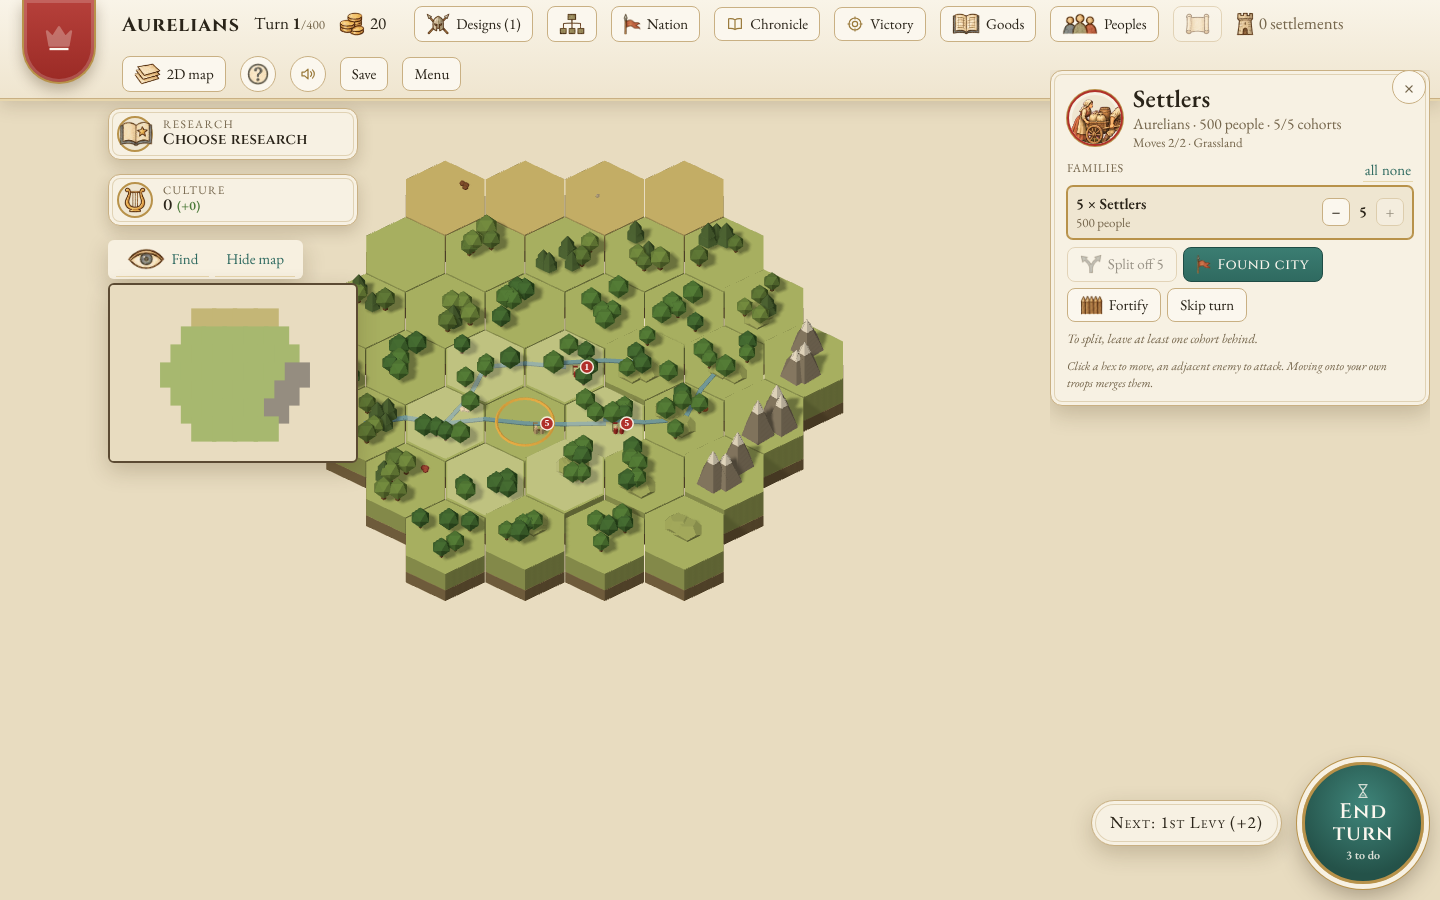 Aurelians
Turn 1/400
20
Designs (1)
Nation
Chronicle
Victory
Goods
Peoples
0 settlements
2D map
?
Save
Menu
Research
Choose research
Culture
0 (+0)
Find
Hide map
1
5
5
×
Settlers
Aurelians · 500 people · 5/5 cohorts
Moves 2/2 · Grassland
Families
all none
5 × Settlers
500 people
−
5
+
Split off 5
Found city
Fortify
Skip turn
To split, leave at least one cohort behind.
Click a hex to move, an adjacent enemy to attack. Moving onto your own
troops merges them.
Next: 1st Levy (+2)
End
turn
3 to do